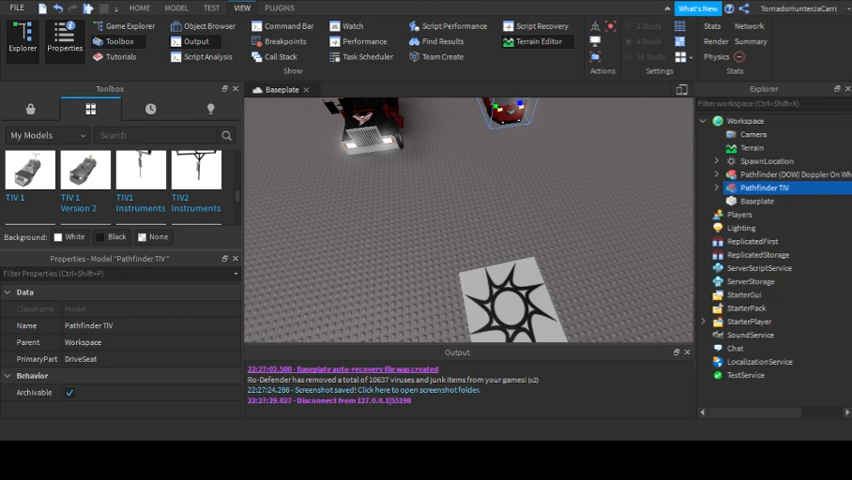 FILE
HOME
MODEL
TEST
VIEW
PLUGINS
What's New
TornadoHunterJaCarri
Explorer
Properties
Game Explorer
Toolbox
Tutorials
Object Browser
Output
Script Analysis
Command Bar
Breakpoints
Call Stack
Watch
Performance
Task Scheduler
Script Performance
Find Results
Team Create
Script Recovery
Terrain Editor
Show
Actions
2 Studs
4 Studs
16 Studs
Settings
Stats
Network
Render
Summary
Physics
Stats
Toolbox
My Models
Search
TIV 1
TIV 1 Version 2
TIV1 Instruments
TIV2 Instruments
Background:
White
Black
None
Properties - Model "Pathfinder TIV "
Filter Properties (Ctrl+Shift+P)
Data
ClassName
Model
Name
Pathfinder TIV
Parent
Workspace
PrimaryPart
DriveSeat
Behavior
Archivable
Baseplate
Output
22:27:02.500 - Baseplate auto-recovery file was created
Ro-Defender has removed a total of 10637 viruses and junk items from your games! (x2)
22:27:24.286 - Screenshot saved! Click here to open screenshot folder.
22:27:29.027 - Disconnect from 127.0.0.1|55198
Explorer
Filter workspace (Ctrl+Shift+X)
Workspace
Camera
Terrain
SpawnLocation
Pathfinder (DOW) Doppler On Wh
Pathfinder TIV
Baseplate
Players
Lighting
ReplicatedFirst
ReplicatedStorage
ServerScriptService
ServerStorage
StarterGui
StarterPack
StarterPlayer
SoundService
Chat
LocalizationService
TestService